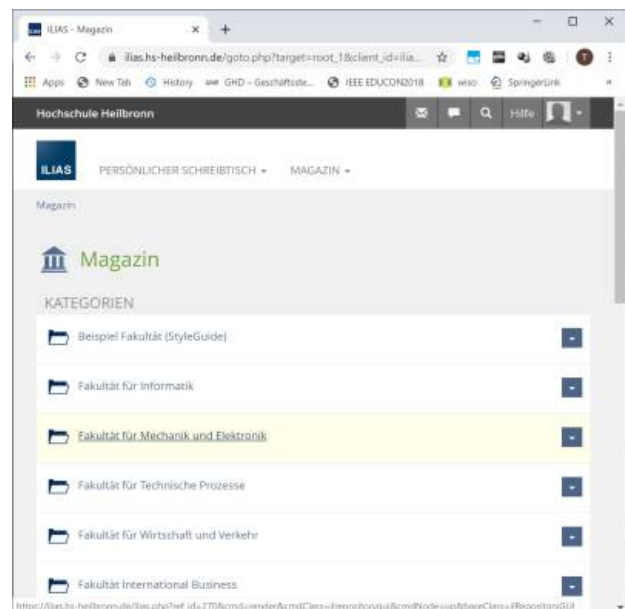 ILIAS - Magazin
ilias.hs-heilbronn.de/goto.php?target=root_1&client_id=ilia...
Apps New Tab History GHD - Geschäftsste... IEEE EDUCON2018 wiso: SpringerLink »
Hochschule Heilbronn Hilfe
ILIAS PERSÖNLICHER SCHREIBTISCH MAGAZIN
Magazin
Magazin
KATEGORIEN
Beispiel Fakultät (StyleGuide)
Fakultät für Informatik
Fakultät für Mechanik und Elektronik
Fakultät für Technische Prozesse
Fakultät für Wirtschaft und Verkehr
Fakultät International Business